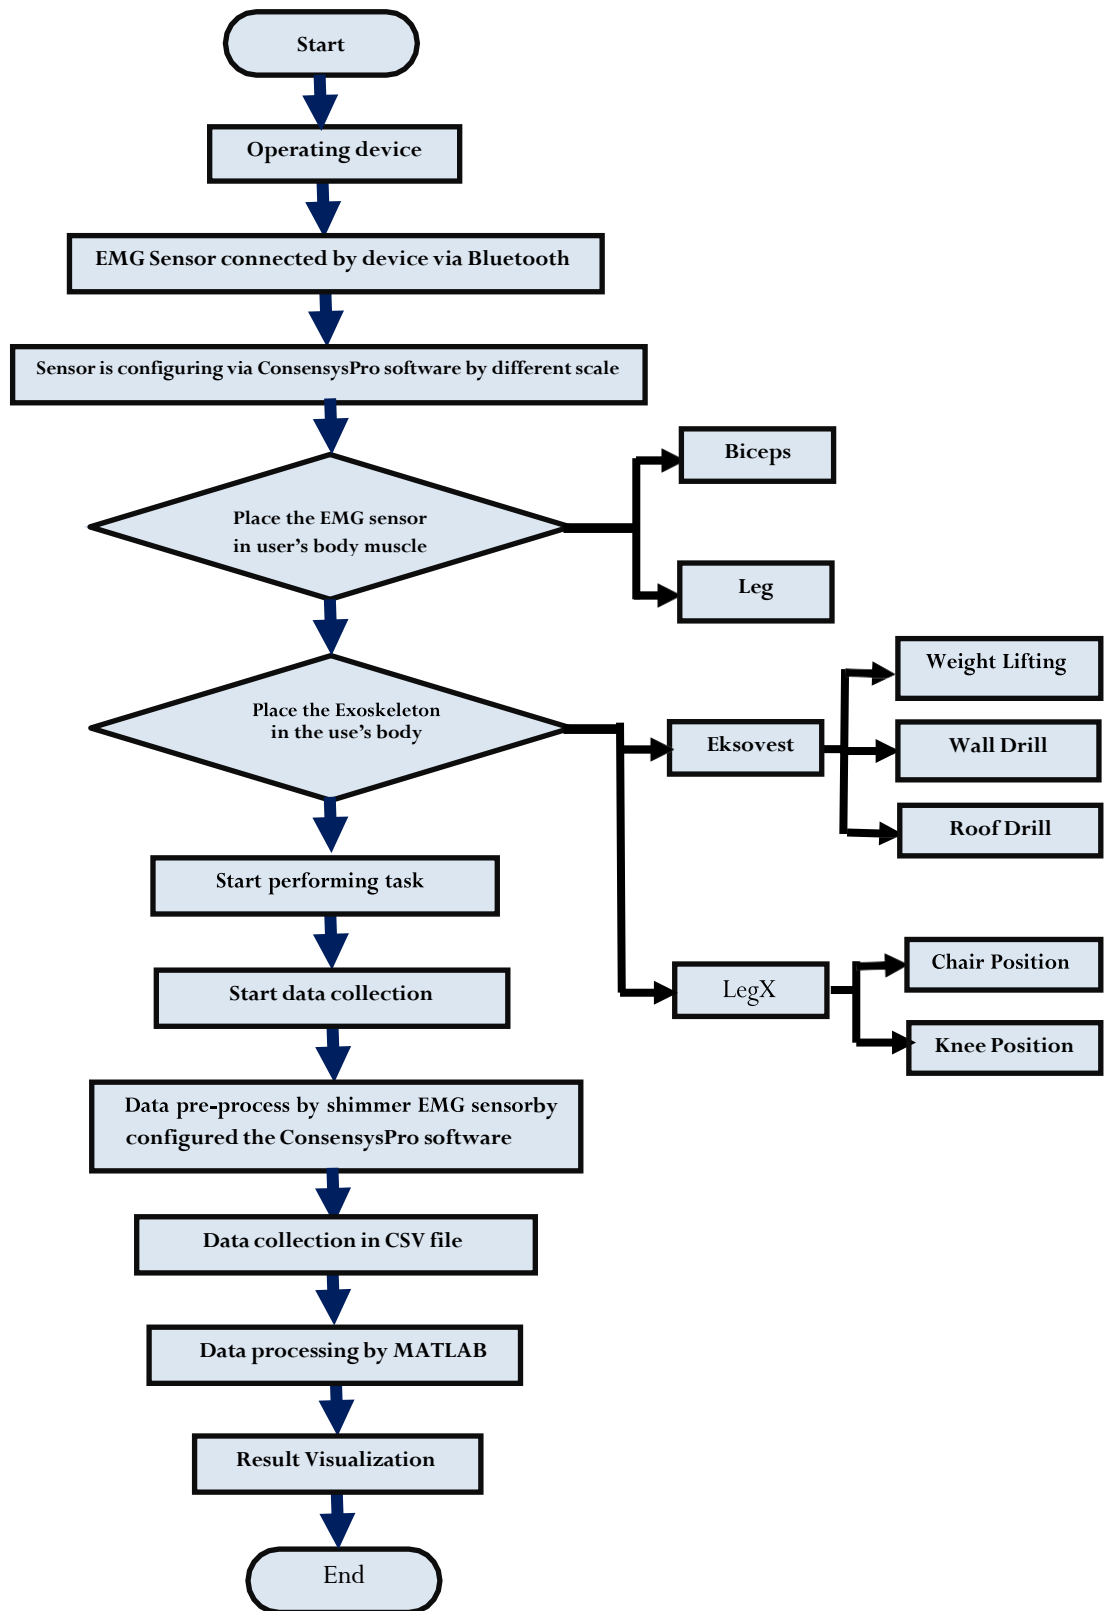 Start
Operating device
EMG Sensor connected by device via Bluetooth
Sensor is configuring via ConsensysPro software by different scale
Place the EMG sensor
in user's body muscle
Biceps
Leg
Place the Exoskeleton
in the use's body
Eksovest
Weight Lifting
Wall Drill
Roof Drill
LegX
Chair Position
Knee Position
Start performing task
Start data collection
Data pre-process by shimmer EMG sensorby
configured the ConsensysPro software
Data collection in CSV file
Data processing by MATLAB
Result Visualization
End